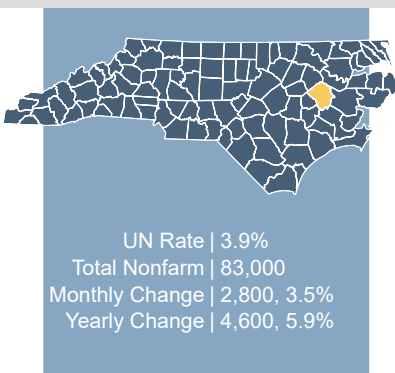 UN Rate | 3.9%
Total Nonfarm | 83,000
Monthly Change | 2,800, 3.5%
Yearly Change | 4,600, 5.9%